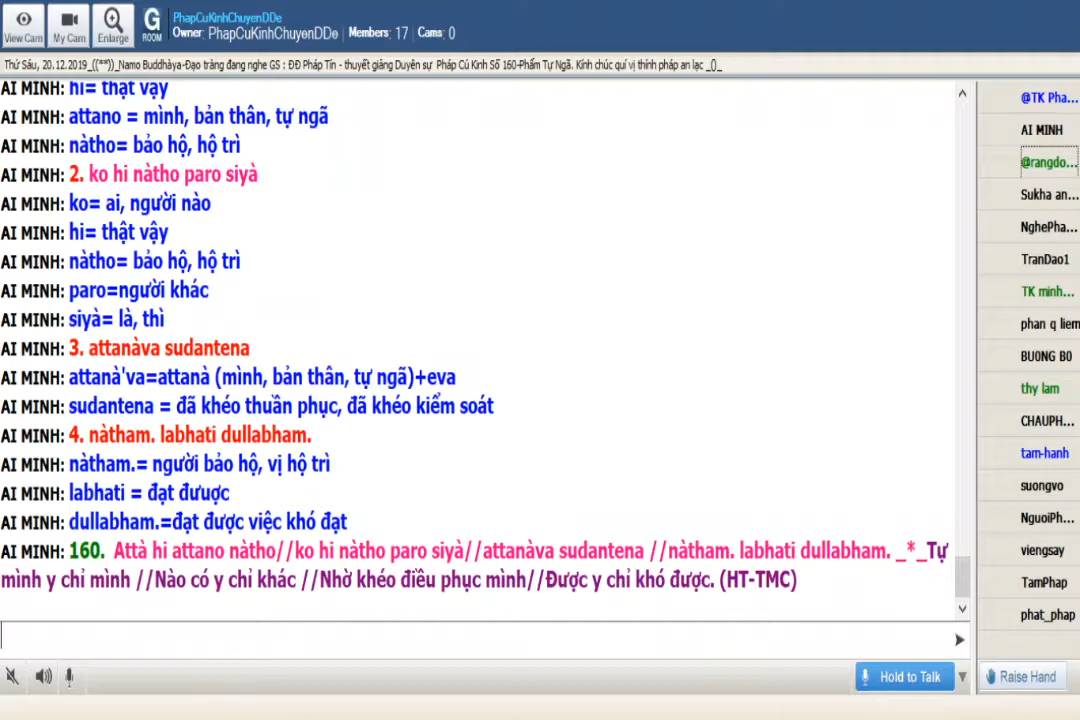 View Cam
My Cam
Enlarge
G
ROOM
PhapCuKinhChuyenDDe
Owner: PhapCuKinhChuyenDDe | Members: 17 | Cams: 0
Thứ Sáu, 20.12.2019_((**))_Namo Buddhàya-Đạo tràng đang nghe GS : ĐĐ Pháp Tín - thuyết giảng Duyên sự Pháp Cú Kinh Số 160-Phẩm Tự Ngã. Kính chúc quí vị thính pháp an lạc _()_
AI MINH: hi= thật vậy
AI MINH: attano = mình, bản thân, tự ngã
AI MINH: nàtho= bảo hộ, hộ trì
AI MINH: 2. ko hi nàtho paro siyà
AI MINH: ko= ai, người nào
AI MINH: hi= thật vậy
AI MINH: nàtho= bảo hộ, hộ trì
AI MINH: paro=người khác
AI MINH: siyà= là, thì
AI MINH: 3. attanàva sudantena
AI MINH: attanà'va=attanà (mình, bản thân, tự ngã)+eva
AI MINH: sudantena = đã khéo thuần phục, đã khéo kiểm soát
AI MINH: 4. nàtham. labhati dullabham.
AI MINH: nàtham.= người bảo hộ, vị hộ trì
AI MINH: labhati = đạt đưuợc
AI MINH: dullabham.=đạt được việc khó đạt
AI MINH: 160. Attà hi attano nàtho//ko hi nàtho paro siyà//attanàva sudantena //nàtham. labhati dullabham. _*_Tự
mình y chỉ mình //Nào có y chỉ khác //Nhờ khéo điều phục mình//Được y chỉ khó được. (HT-TMC)
@TK Pha...
AI MINH
@rangdo...
Sukha an...
NghePha...
TranDao1
TK minh...
phan q liem
BUONG BO
thy lam
CHAUPH...
tam-hanh
suongvo
NguoiPh...
viengsay
TamPhap
phat_phap
Hold to Talk
Raise Hand